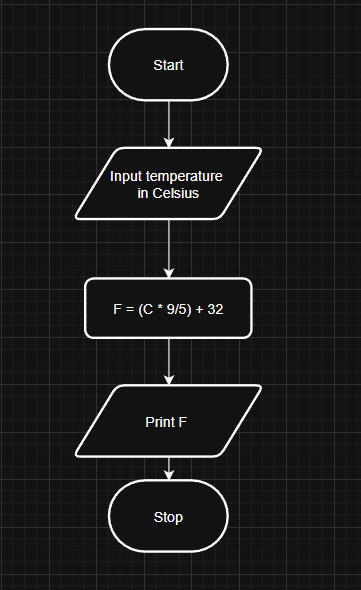 Start
Input temperature
in Celsius
F = (C * 9/5) + 32
Print F
Stop